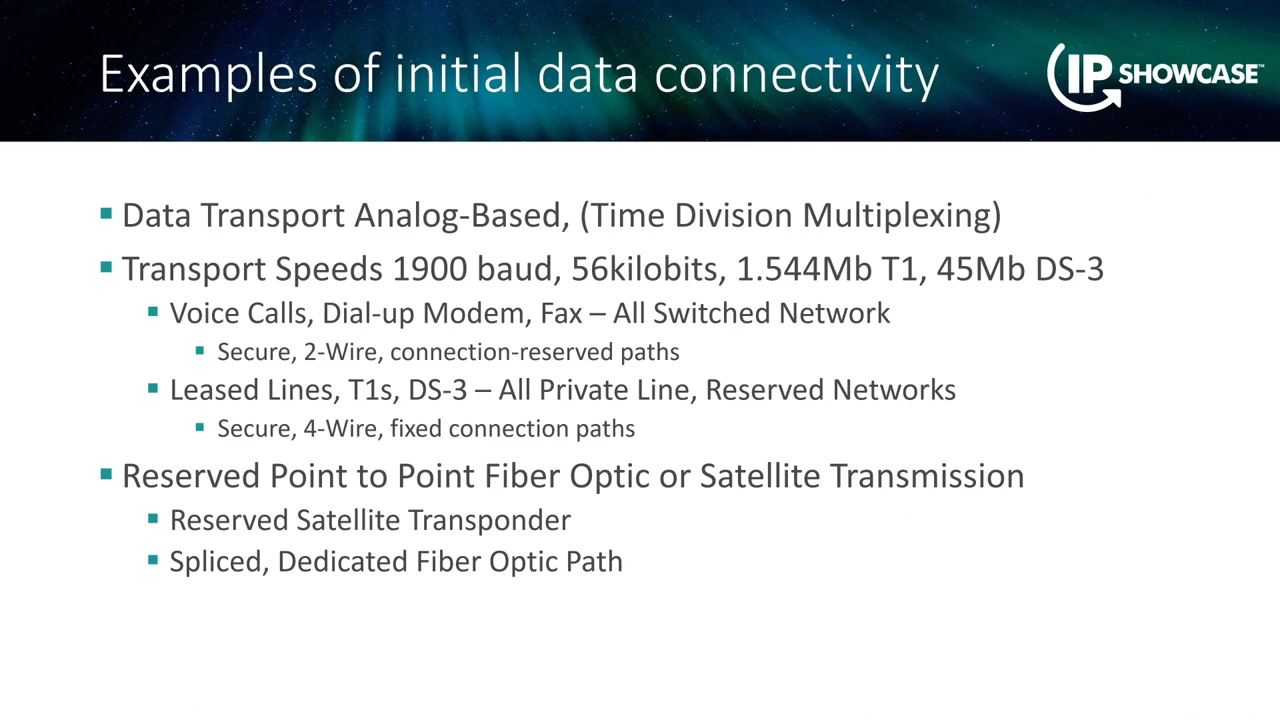 Examples of initial data connectivity
IP SHOWCASE™
▪ Data Transport Analog-Based, (Time Division Multiplexing)
▪ Transport Speeds 1900 baud, 56kilobits, 1.544Mb T1, 45Mb DS-3
▪ Voice Calls, Dial-up Modem, Fax – All Switched Network
▪ Secure, 2-Wire, connection-reserved paths
▪ Leased Lines, T1s, DS-3 – All Private Line, Reserved Networks
▪ Secure, 4-Wire, fixed connection paths
▪ Reserved Point to Point Fiber Optic or Satellite Transmission
▪ Reserved Satellite Transponder
▪ Spliced, Dedicated Fiber Optic Path